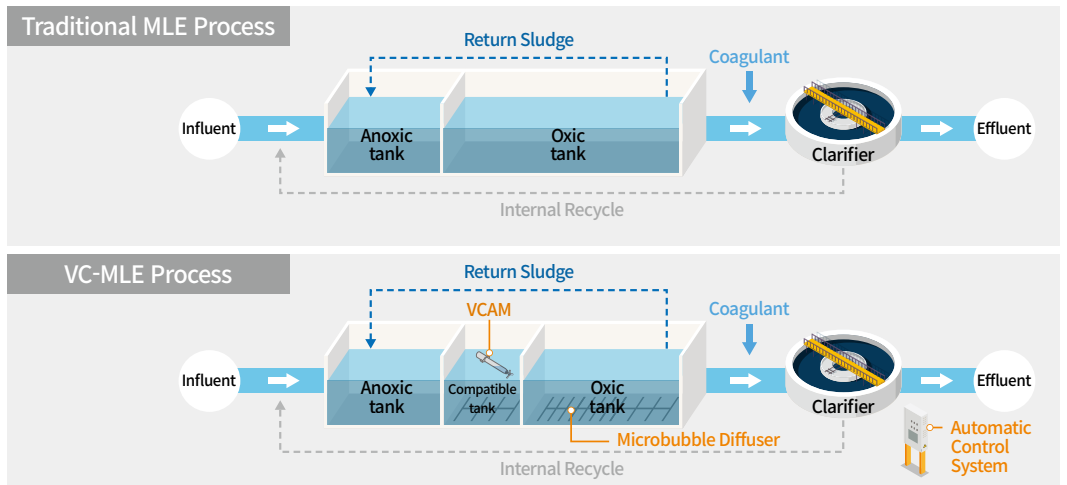 Traditional MLE Process
Return Sludge
Coagulant
Influent
Anoxic
tank
Oxic
tank
Clarifier
Effluent
Internal Recycle
VC-MLE Process
Return Sludge
VCAM
Coagulant
Influent
Anoxic
tank
Compatible
tank
Oxic
tank
Clarifier
Effluent
Microbubble Diffuser
Automatic
Control
System
Internal Recycle